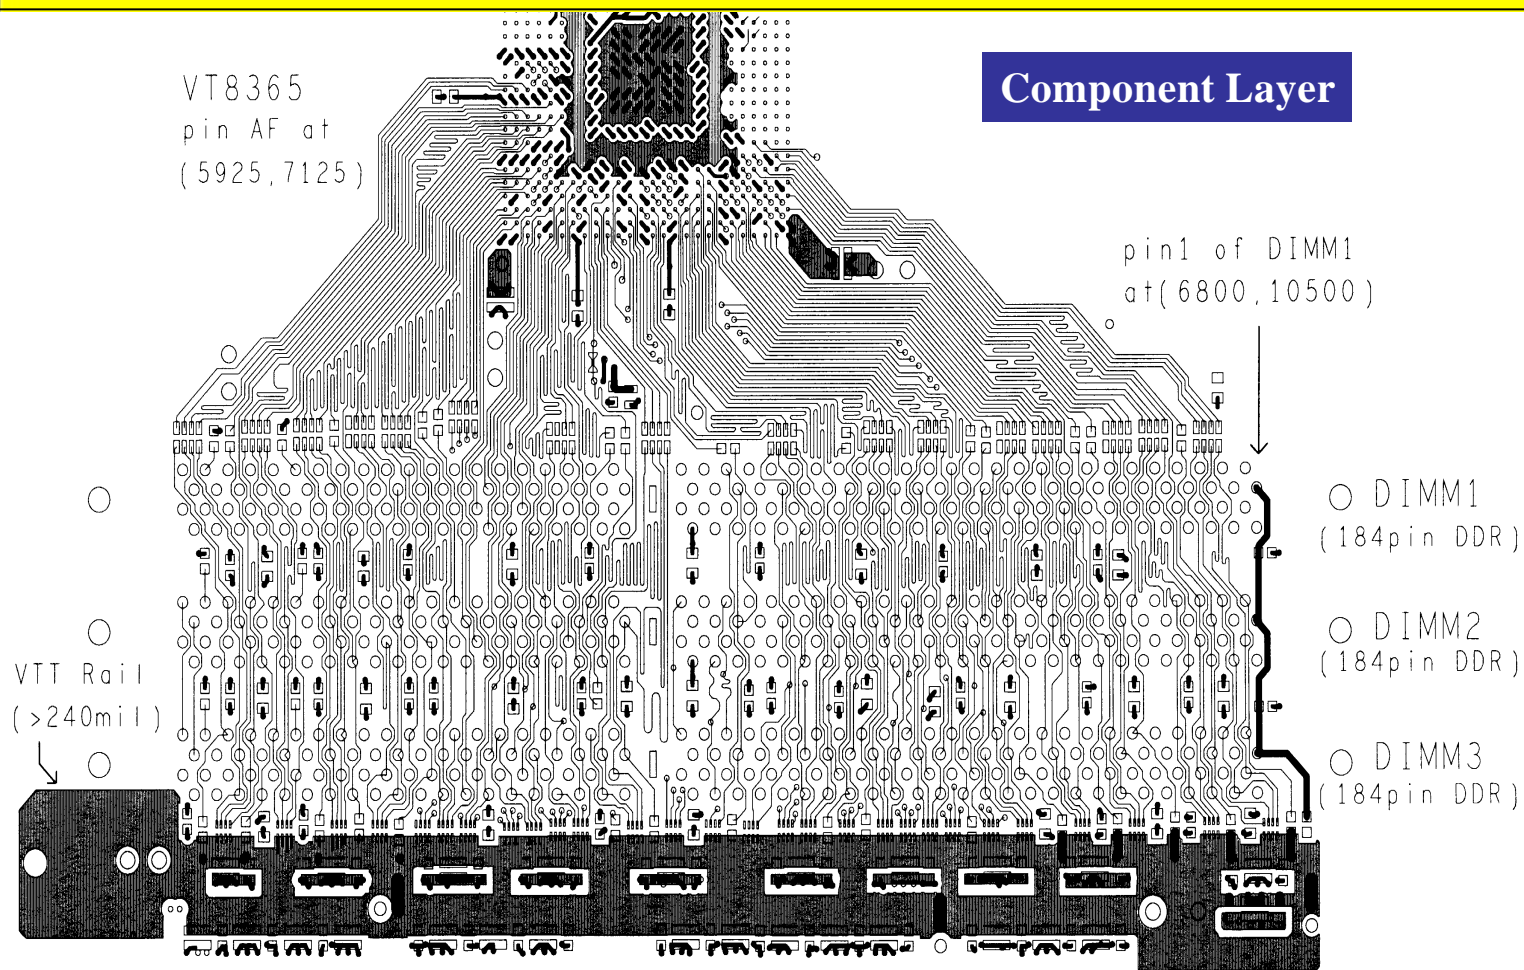 Component Layer
VT8365
pin AF at
(5925,7125)
pin1 of DIMM1
at(6800,10500)
DIMM1
(184pin DDR)
DIMM2
(184pin DDR)
VTT Rail
(>240mil)
DIMM3
(184pin DDR)